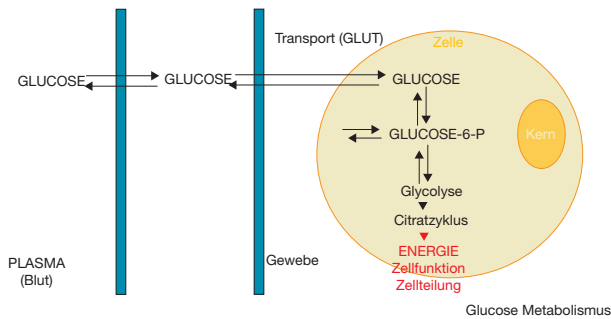 Transport (GLUT)
Zelle
GLUCOSE
GLUCOSE
GLUCOSE
GLUCOSE-6-P
Kern
Glycolyse
Citratzyklus
ENERGIE
Zellfunktion
Zellteilung
PLASMA
(Blut)
Gewebe
Glucose Metabolismus